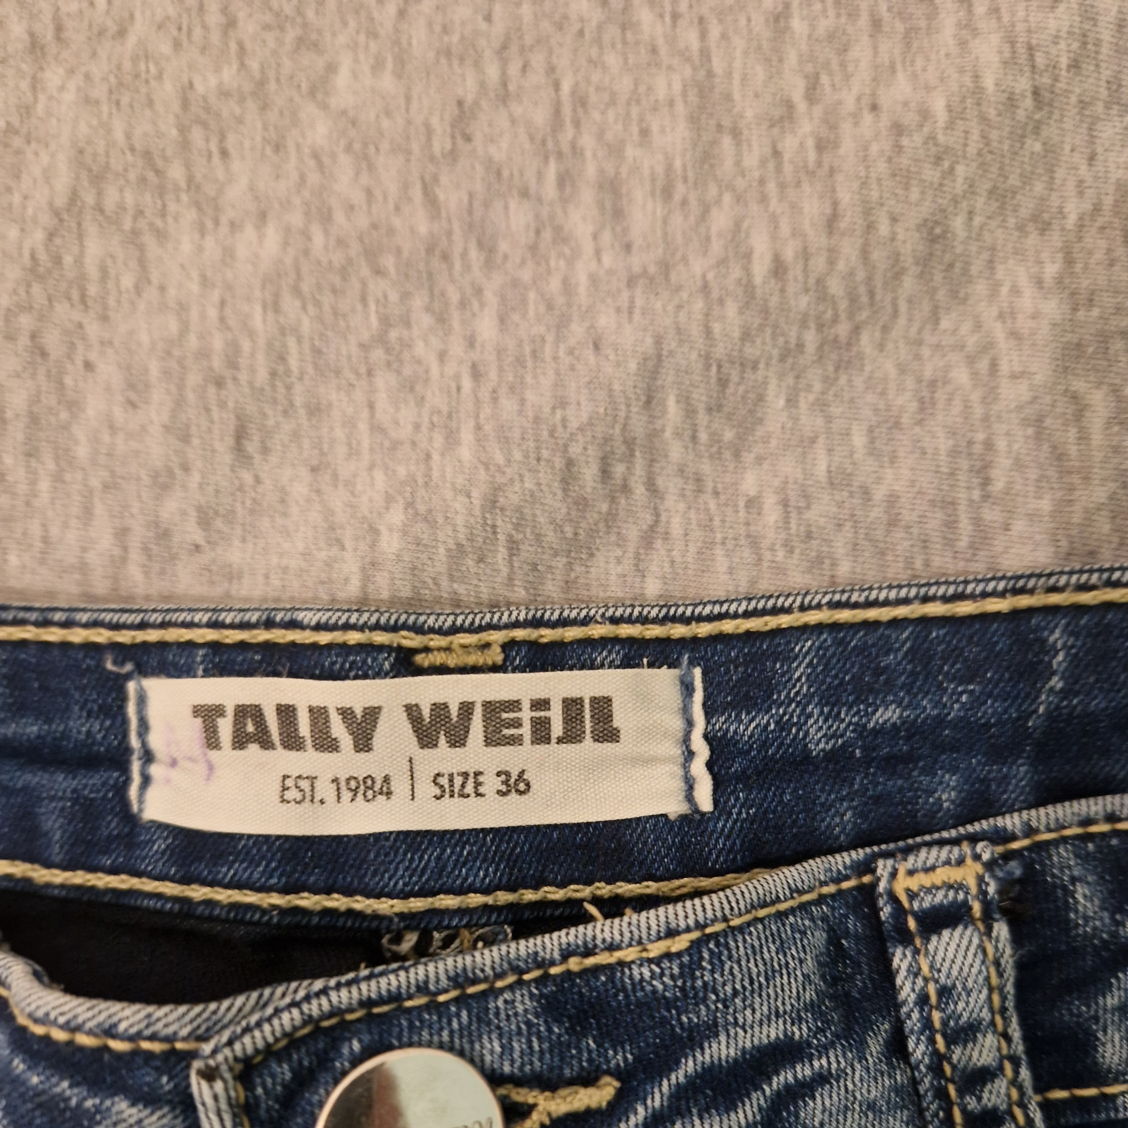 TALLY WEiJL
EST. 1984 | SIZE 36